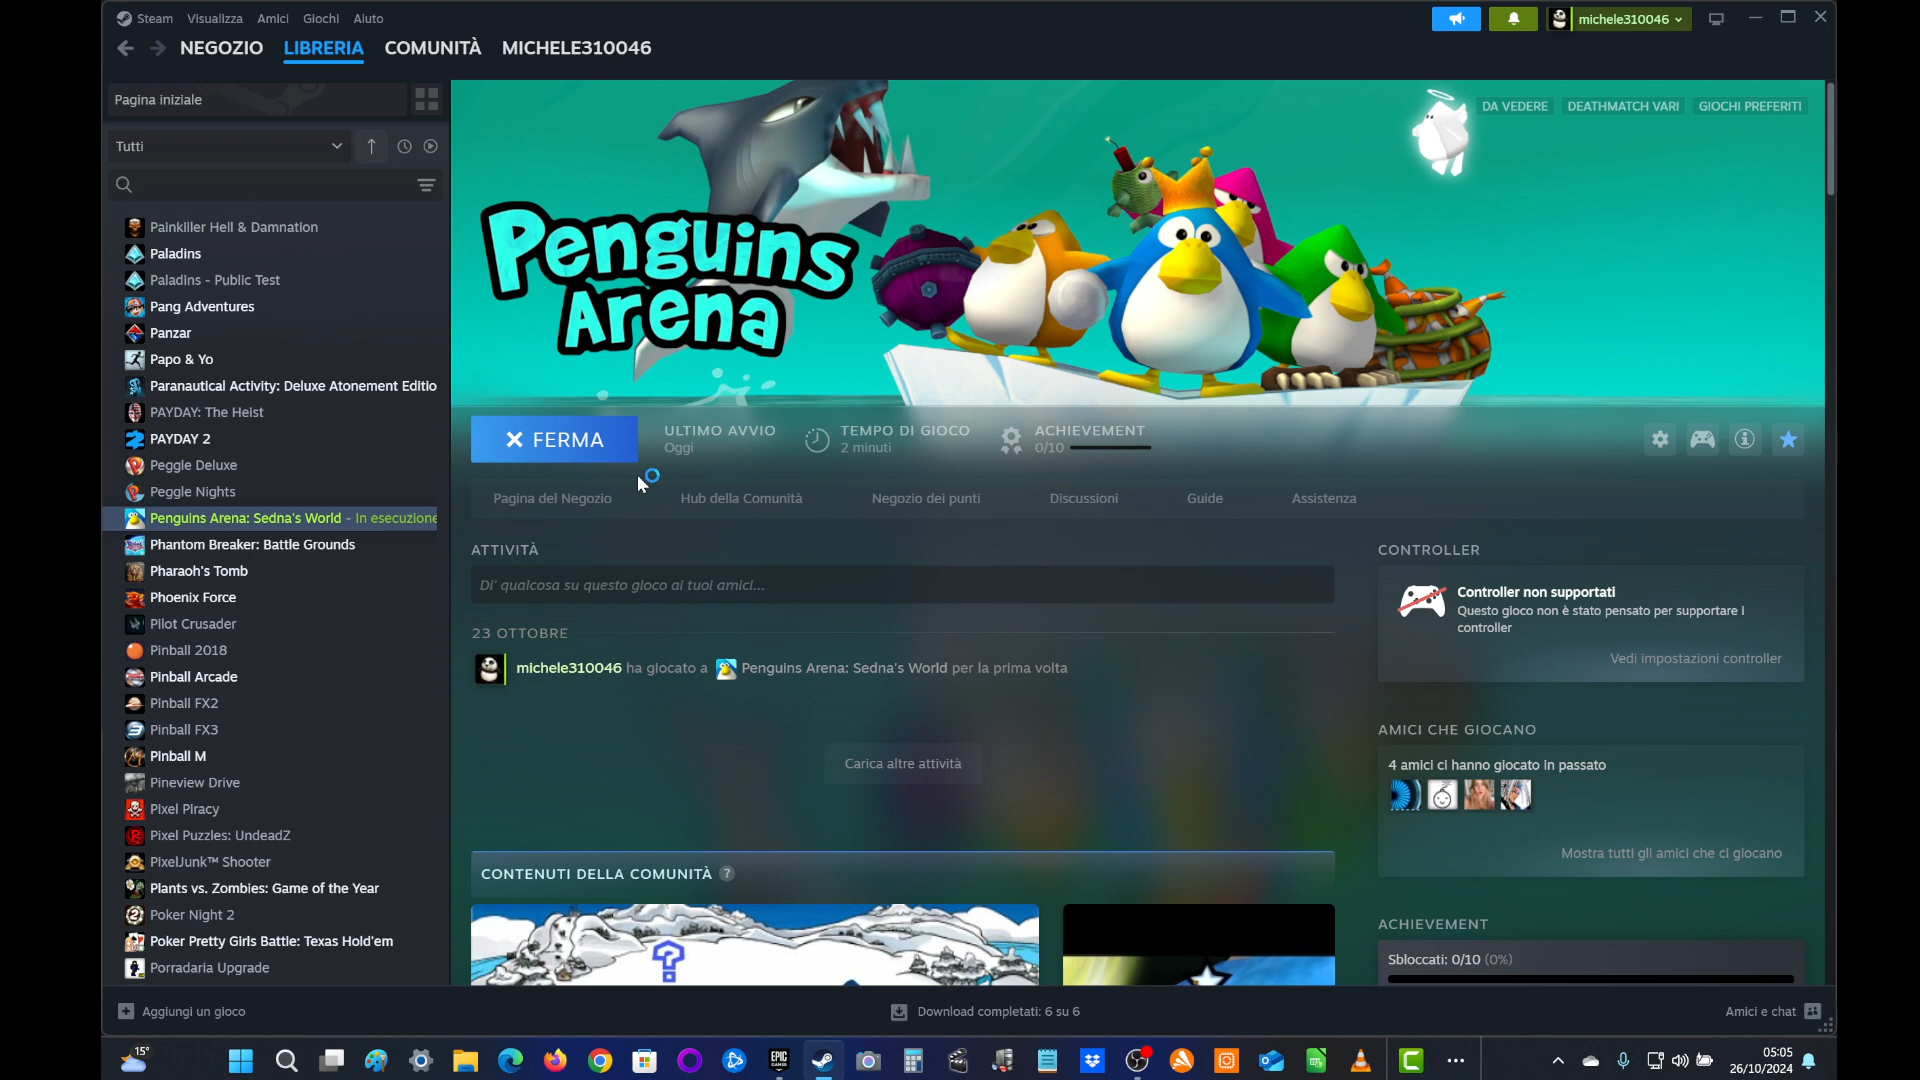 Steam Visualizza Amici Giochi Aiuto
michele310046
NEGOZIO LIBRERIA COMUNITÀ MICHELE310046
Pagina iniziale
Tutti
Painkiller Hell & Damnation
Paladins
Paladins - Public Test
Pang Adventures
Panzar
Papo & Yo
Paranautical Activity: Deluxe Atonement Editio
PAYDAY: The Heist
PAYDAY 2
Peggle Deluxe
Peggle Nights
Penguins Arena: Sedna's World - In esecuzione
Phantom Breaker: Battle Grounds
Pharaoh's Tomb
Phoenix Force
Pilot Crusader
Pinball 2018
Pinball Arcade
Pinball FX2
Pinball FX3
Pinball M
Pineview Drive
Pixel Piracy
Pixel Puzzles: UndeadZ
PixelJunk™ Shooter
Plants vs. Zombies: Game of the Year
Poker Night 2
Poker Pretty Girls Battle: Texas Hold'em
Porradaria Upgrade
DA VEDERE DEATHMATCH VARI GIOCHI PREFERITI
Penguins
Arena
FERMA
ULTIMO AVVIO
Oggi
TEMPO DI GIOCO
2 minuti
ACHIEVEMENT
0/10
Pagina del Negozio Hub della Comunità Negozio dei punti Discussioni Guide Assistenza
ATTIVITÀ
Di' qualcosa su questo gioco ai tuoi amici...
23 OTTOBRE
michele310046 ha giocato a Penguins Arena: Sedna's World per la prima volta
Carica altre attività
CONTENUTI DELLA COMUNITÀ ?
?
CONTROLLER
Controller non supportati
Questo gioco non è stato pensato per supportare i
controller
Vedi impostazioni controller
AMICI CHE GIOCANO
4 amici ci hanno giocato in passato
Mostra tutti gli amici che ci giocano
ACHIEVEMENT
Sbloccati: 0/10 (0%)
Aggiungi un gioco
Download completati: 6 su 6
Amici e chat
15°
EPIC
GAMES
05:05
26/10/2024